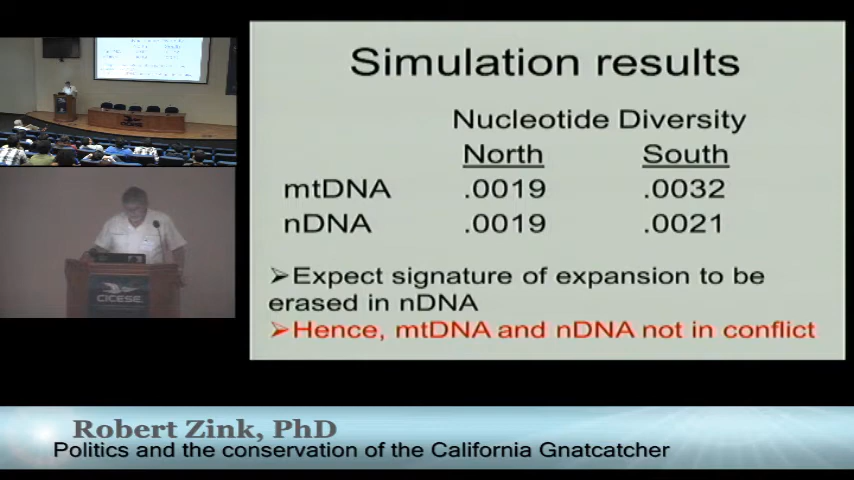 Simulation results
Nucleotide Diversity
North South
mtDNA .0019 .0032
nDNA .0019 .0021
➢Expect signature of expansion to be
erased in nDNA
➢Hence, mtDNA and nDNA not in conflict
CICESE
Robert Zink, PhD
Politics and the conservation of the California Gnatcatcher